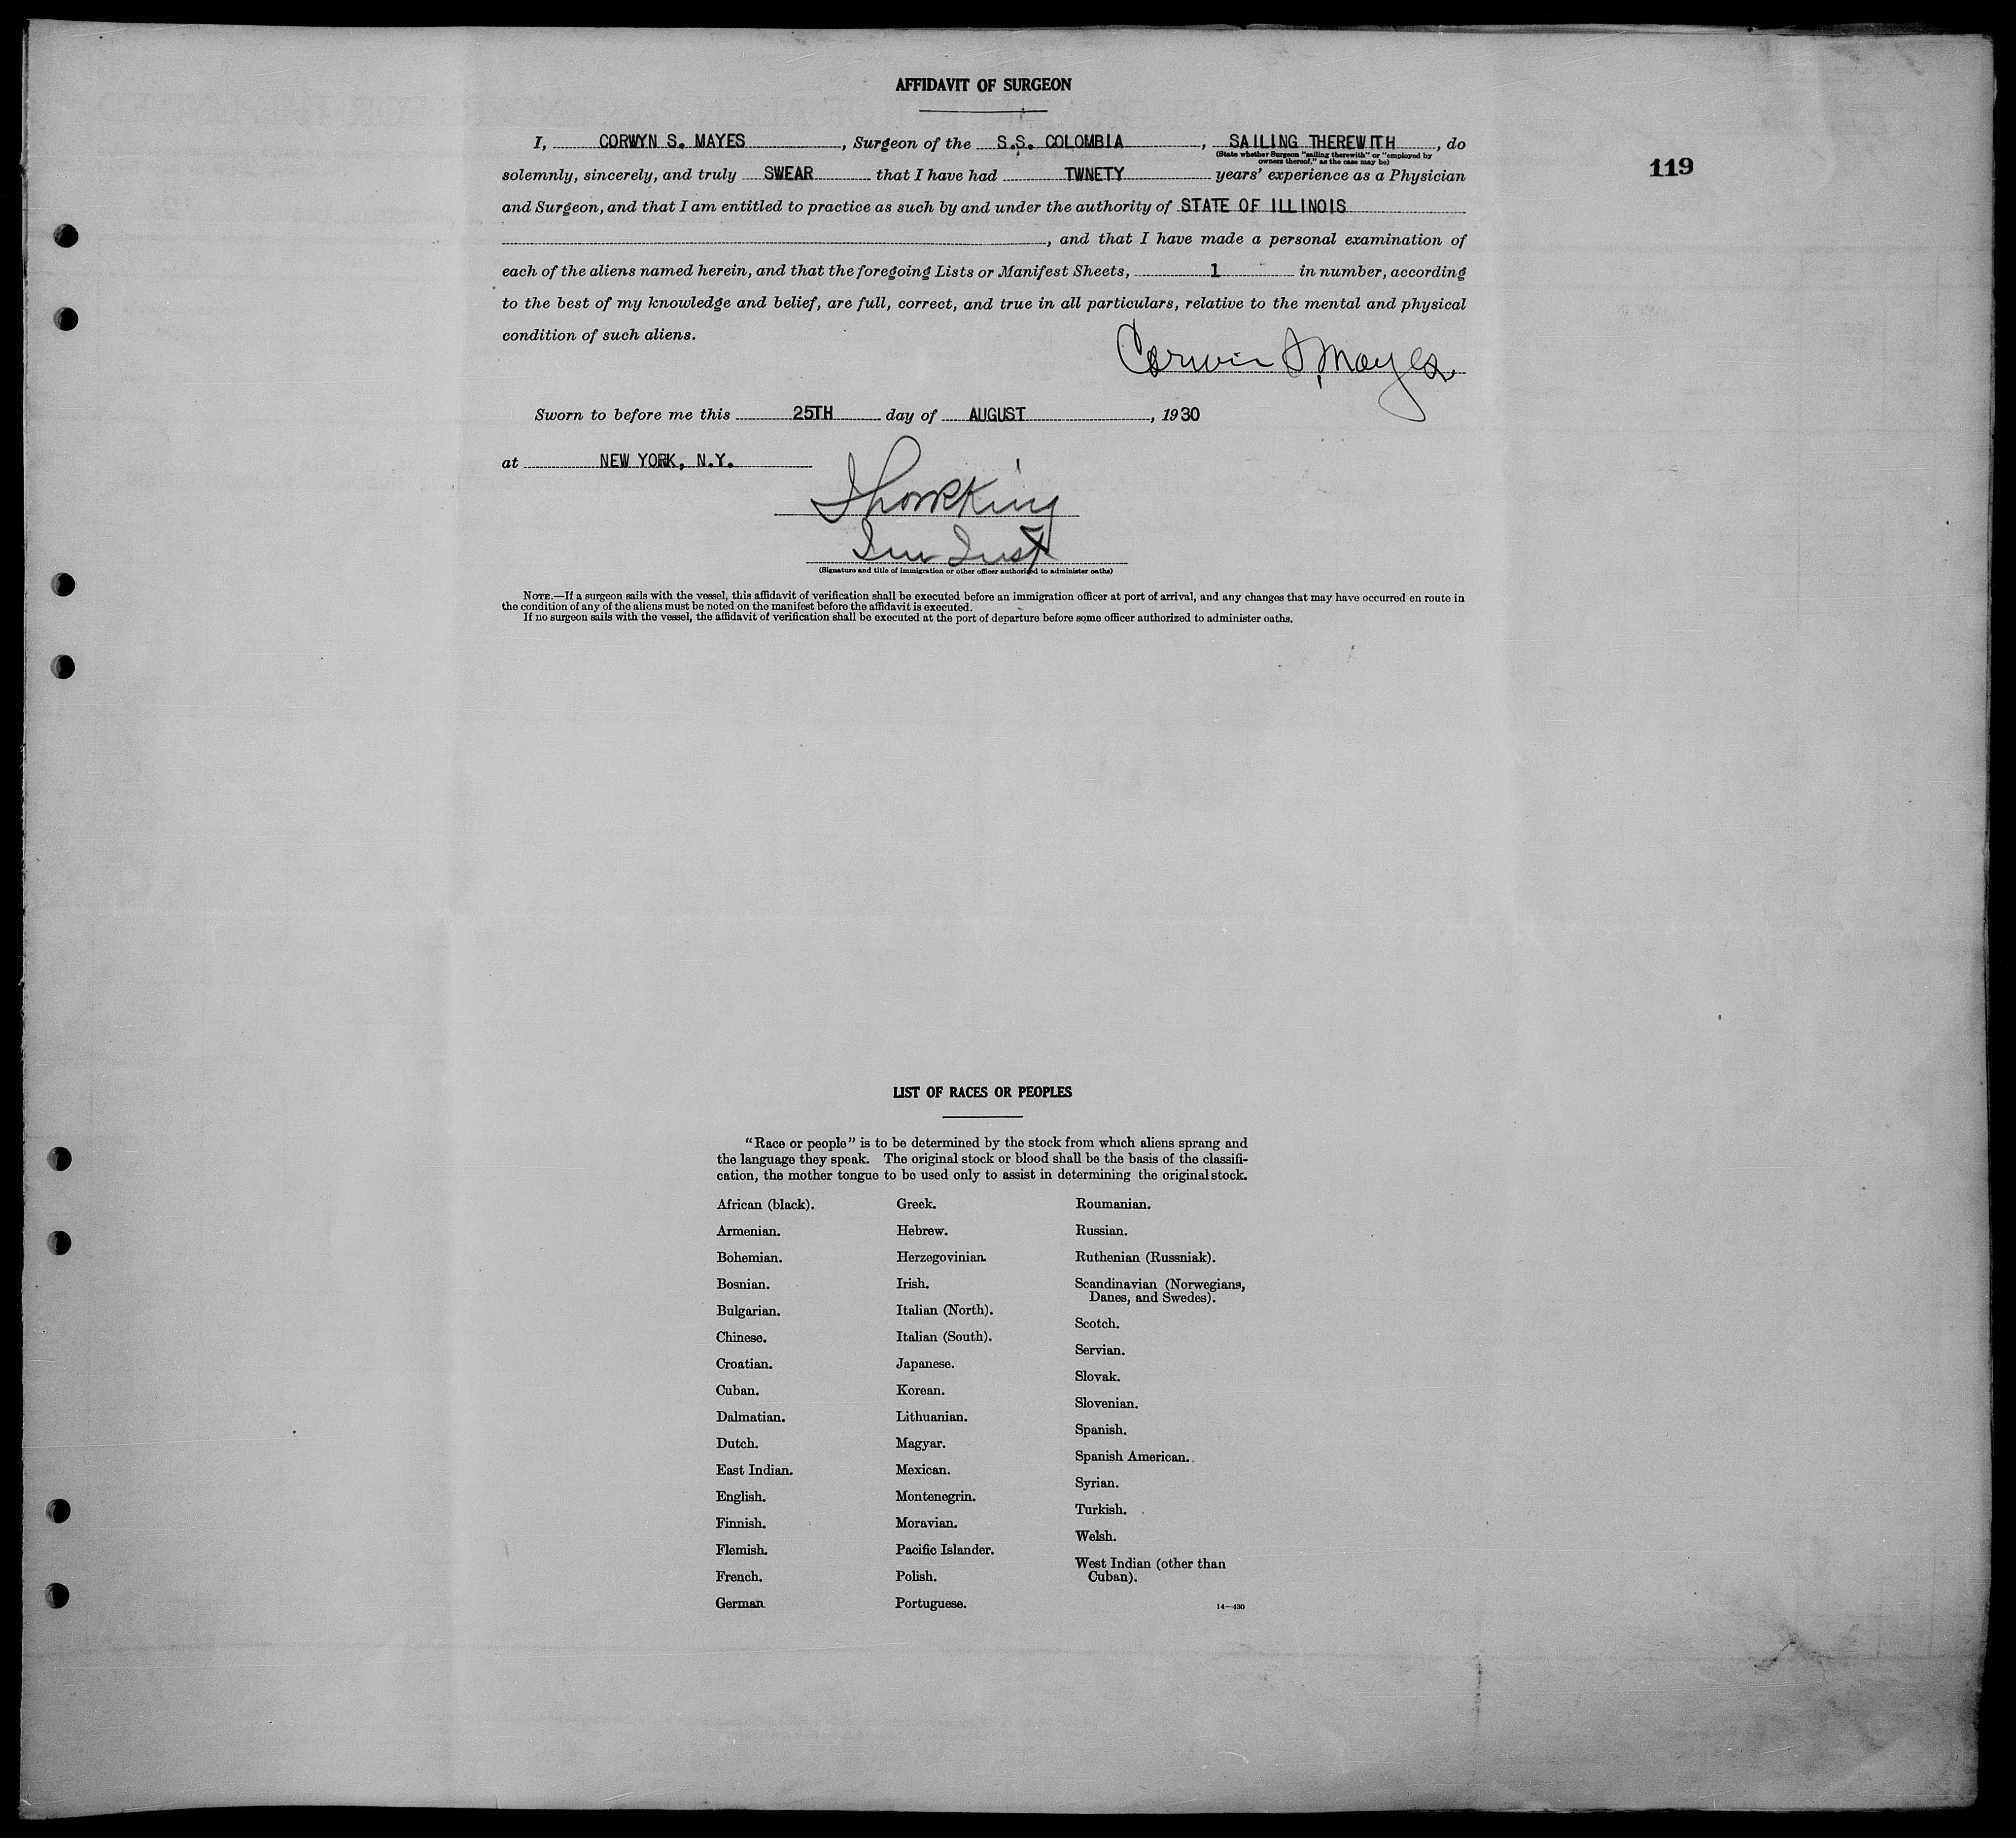 AFFIDAVIT OF SURGEON
I, CORWYN S. MAYES, Surgeon of the S.S. COLOMBIA, SAILING THEREWITH, do
(State whether Surgeon "sailing therewith" or "employed by
owners thereof," as the case may be)
119
solemnly, sincerely, and truly SWEAR that I have had TWNETY years' experience as a Physician
and Surgeon, and that I am entitled to practice as such by and under the authority of STATE OF ILLINOIS
, and that I have made a personal examination of
each of the aliens named herein, and that the foregoing Lists or Manifest Sheets, 1 in number, according
to the best of my knowledge and belief, are full, correct, and true in all particulars, relative to the mental and physical
condition of such aliens.
Corwin S. Mayes
Sworn to before me this 25TH day of AUGUST, 1930
at NEW YORK, N.Y.
(Signature and title of immigration or other officer authorized to administer oaths)
NOTE.—If a surgeon sails with the vessel, this affidavit of verification shall be executed before an immigration officer at port of arrival, and any changes that may have occurred en route in
the condition of any of the aliens must be noted on the manifest before the affidavit is executed.
If no surgeon sails with the vessel, the affidavit of verification shall be executed at the port of departure before some officer authorized to administer oaths.
LIST OF RACES OR PEOPLES
"Race or people" is to be determined by the stock from which aliens sprang and
the language they speak. The original stock or blood shall be the basis of the classifi-
cation, the mother tongue to be used only to assist in determining the original stock.
African (black).
Armenian.
Bohemian.
Bosnian.
Bulgarian.
Chinese.
Croatian.
Cuban.
Dalmatian.
Dutch.
East Indian.
English.
Finnish.
Flemish.
French.
German
Greek.
Hebrew.
Herzegovinian.
Irish.
Italian (North).
Italian (South).
Japanese.
Korean.
Lithuanian.
Magyar.
Mexican.
Montenegrin.
Moravian.
Pacific Islander.
Polish.
Portuguese.
Roumanian.
Russian.
Ruthenian (Russniak).
Scandinavian (Norwegians,
Danes, and Swedes).
Scotch.
Servian.
Slovak.
Slovenian.
Spanish.
Spanish American.
Syrian.
Turkish.
Welsh.
West Indian (other than
Cuban).
14—430